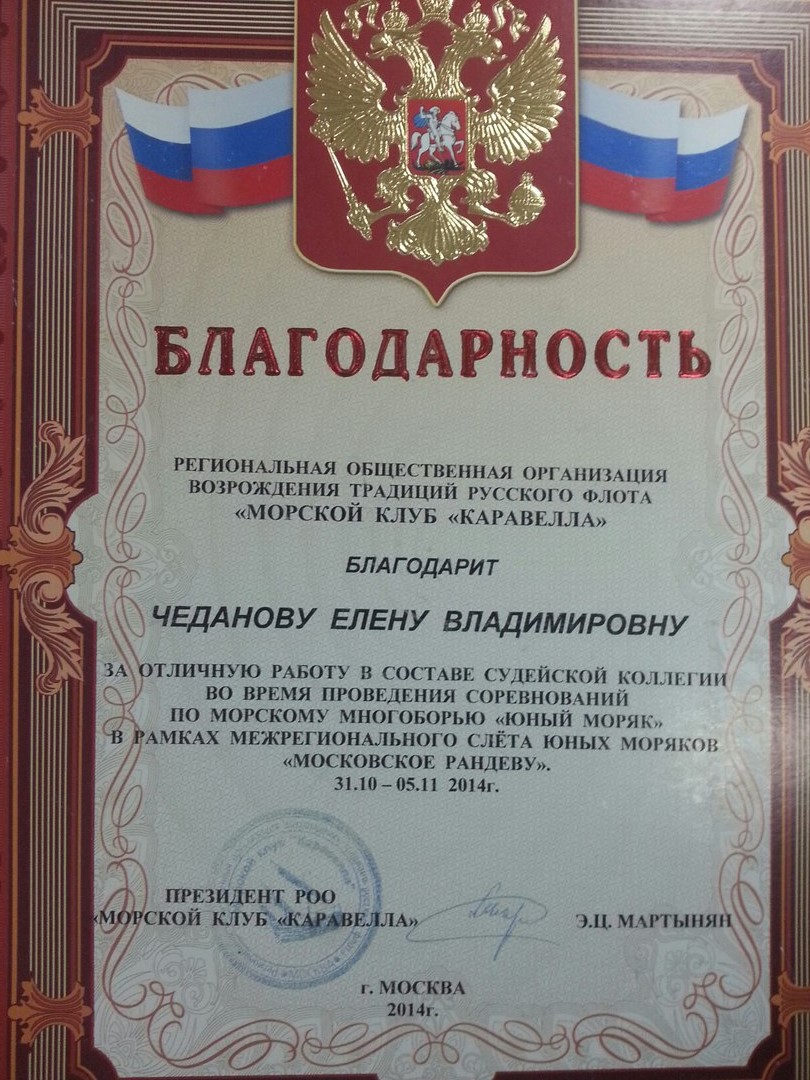 БЛАГОДАРНОСТЬ
РЕГИОНАЛЬНАЯ ОБЩЕСТВЕННАЯ ОРГАНИЗАЦИЯ
ВОЗРОЖДЕНИЯ ТРАДИЦИЙ РУССКОГО ФЛОТА
«МОРСКОЙ КЛУБ «КАРАВЕЛЛА»
БЛАГОДАРИТ
ЧЕДАНОВУ ЕЛЕНУ ВЛАДИМИРОВНУ
ЗА ОТЛИЧНУЮ РАБОТУ В СОСТАВЕ СУДЕЙСКОЙ КОЛЛЕГИИ
ВО ВРЕМЯ ПРОВЕДЕНИЯ СОРЕВНОВАНИЙ
ПО МОРСКОМУ МНОГОБОРЬЮ «ЮНЫЙ МОРЯК»
В РАМКАХ МЕЖРЕГИОНАЛЬНОГО СЛЁТА ЮНЫХ МОРЯКОВ
«МОСКОВСКОЕ РАНДЕВУ».
31.10 – 05.11 2014г.
ПРЕЗИДЕНТ РОО
«МОРСКОЙ КЛУБ «КАРАВЕЛЛА»
Э.Ц. МАРТЫНЯН
г. МОСКВА
2014г.